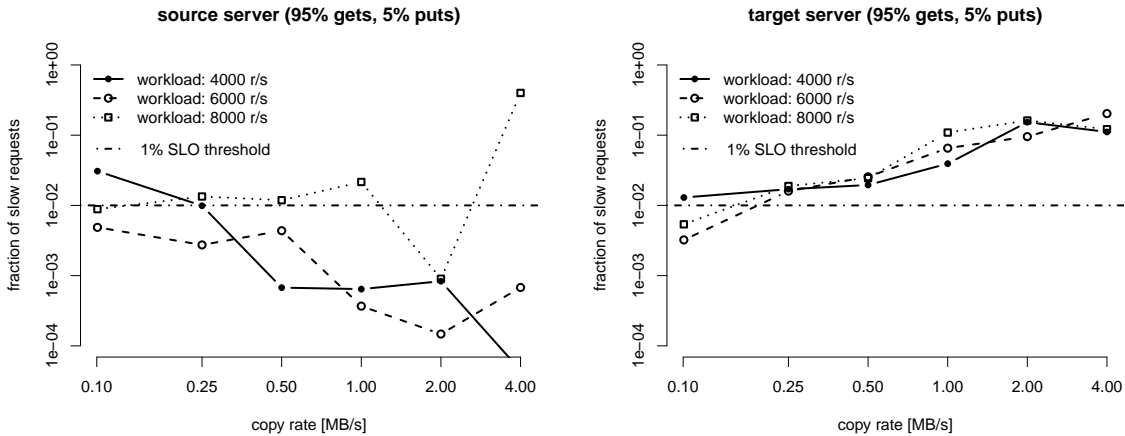 source server (95% gets, 5% puts)
fraction of slow requests
1e+00
1e-01
1e-02
1e-03
1e-04
workload: 4000 r/s
workload: 6000 r/s
workload: 8000 r/s
1% SLO threshold
0.10 0.25 0.50 1.00 2.00 4.00
copy rate [MB/s]
target server (95% gets, 5% puts)
fraction of slow requests
1e+00
1e-01
1e-02
1e-03
1e-04
workload: 4000 r/s
workload: 6000 r/s
workload: 8000 r/s
1% SLO threshold
0.10 0.25 0.50 1.00 2.00 4.00
copy rate [MB/s]